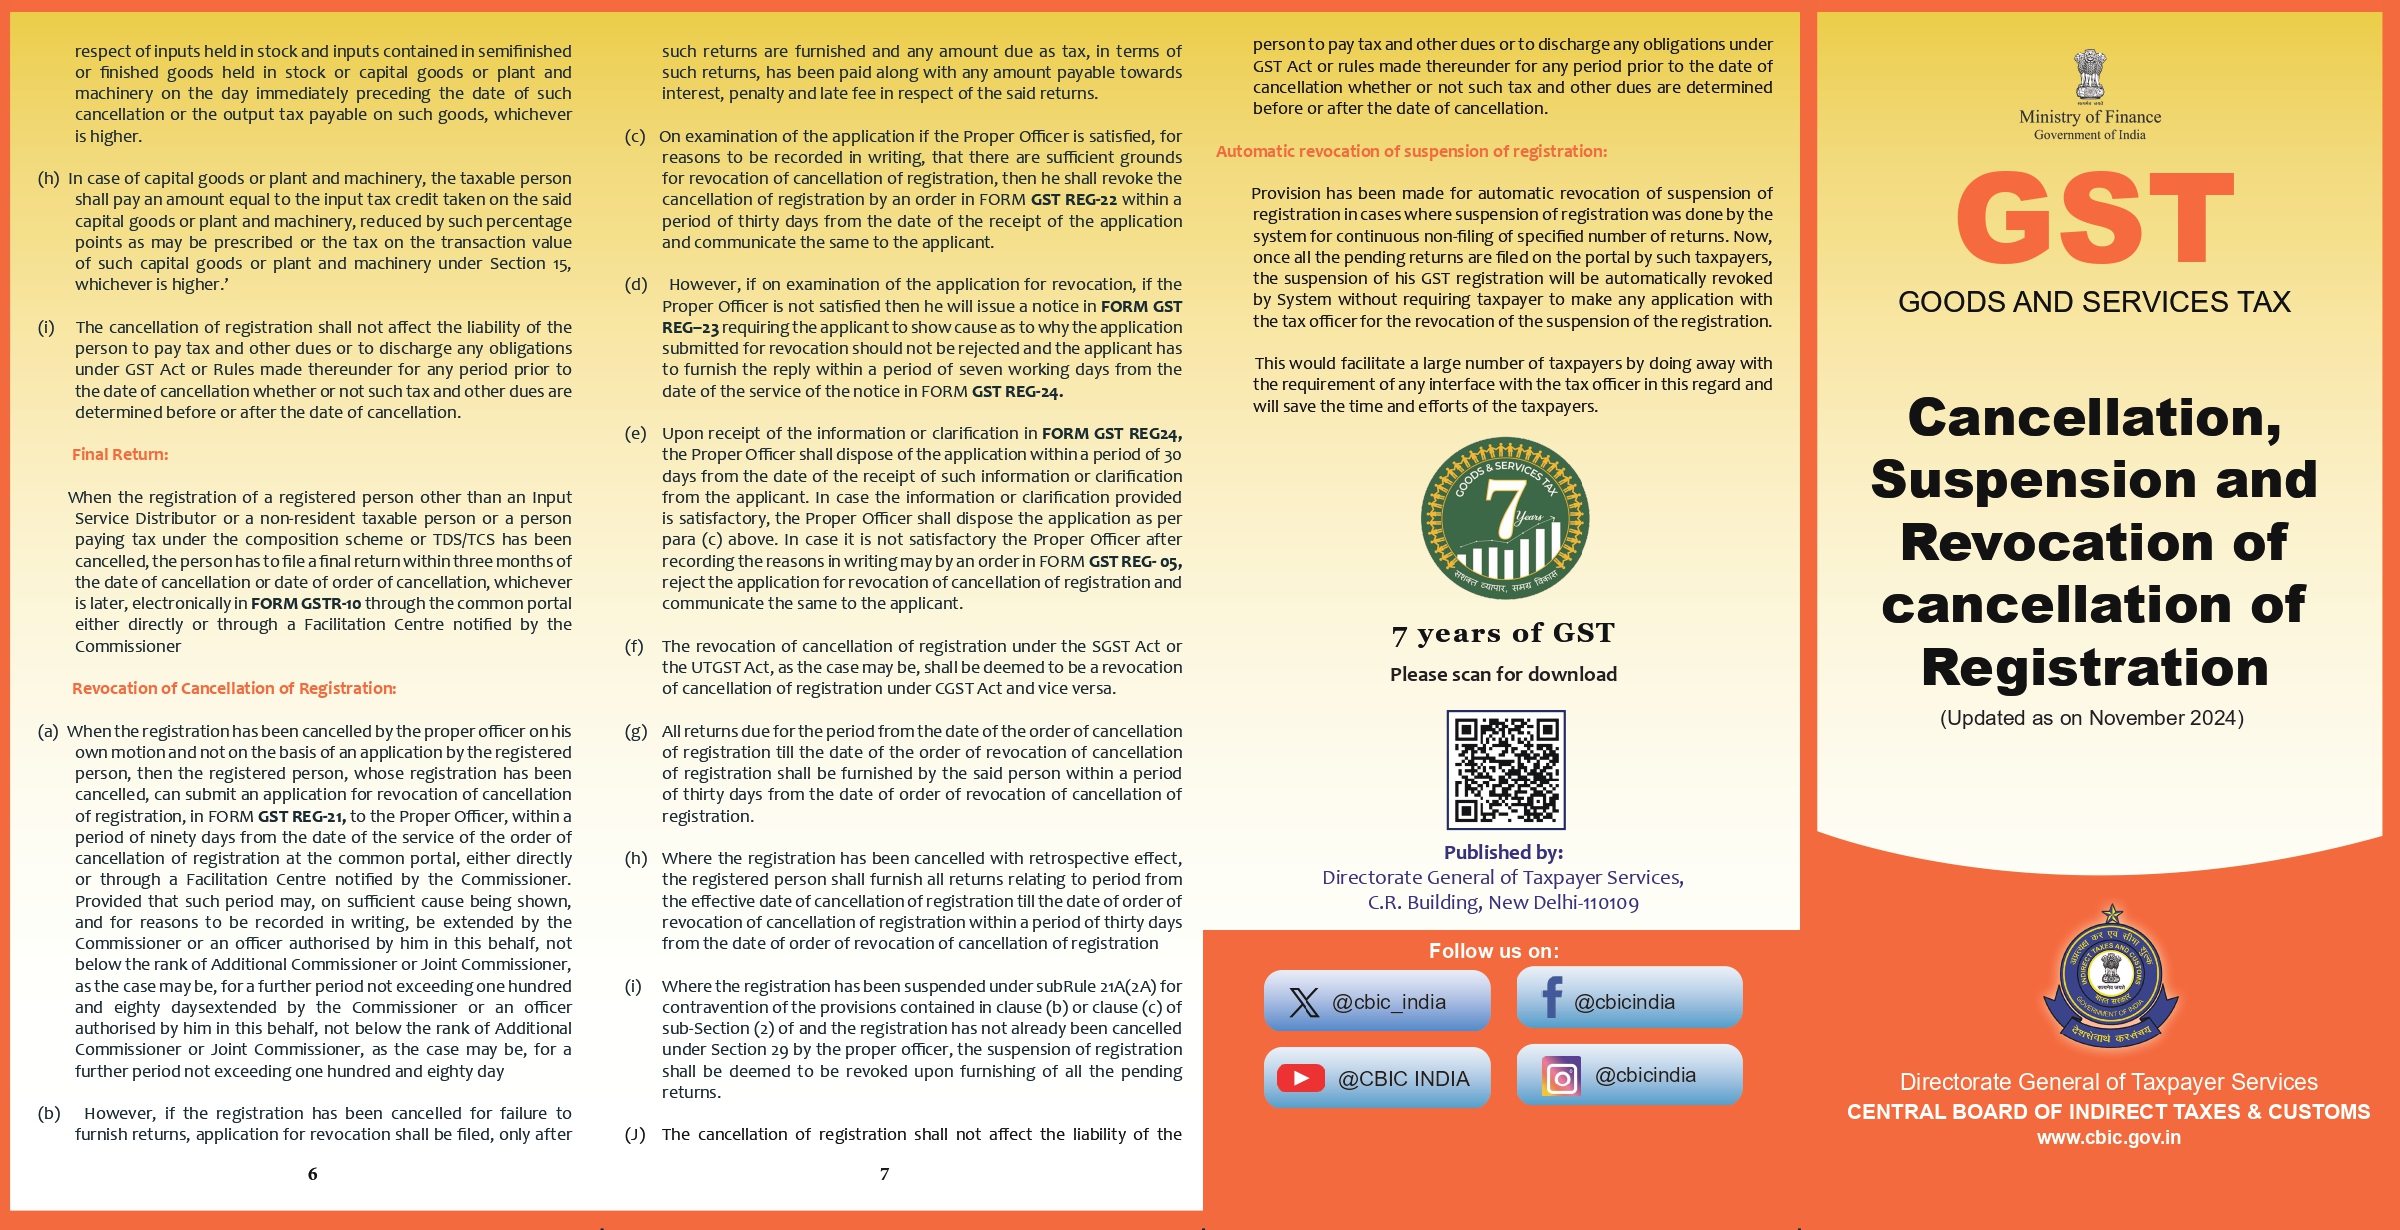 respect of inputs held in stock and inputs contained in semifinished
or finished goods held in stock or capital goods or plant and
machinery on the day immediately preceding the date of such
cancellation or the output tax payable on such goods, whichever
is higher.
(h) In case of capital goods or plant and machinery, the taxable person
shall pay an amount equal to the input tax credit taken on the said
capital goods or plant and machinery, reduced by such percentage
points as may be prescribed or the tax on the transaction value
of such capital goods or plant and machinery under Section 15,
whichever is higher.’
(i) The cancellation of registration shall not affect the liability of the
person to pay tax and other dues or to discharge any obligations
under GST Act or Rules made thereunder for any period prior to
the date of cancellation whether or not such tax and other dues are
determined before or after the date of cancellation.
Final Return:
When the registration of a registered person other than an Input
Service Distributor or a non-resident taxable person or a person
paying tax under the composition scheme or TDS/TCS has been
cancelled, the person has to file a final return within three months of
the date of cancellation or date of order of cancellation, whichever
is later, electronically in FORM GSTR-10 through the common portal
either directly or through a Facilitation Centre notified by the
Commissioner
Revocation of Cancellation of Registration:
(a) When the registration has been cancelled by the proper officer on his
own motion and not on the basis of an application by the registered
person, then the registered person, whose registration has been
cancelled, can submit an application for revocation of cancellation
of registration, in FORM GST REG-21, to the Proper Officer, within a
period of ninety days from the date of the service of the order of
cancellation of registration at the common portal, either directly
or through a Facilitation Centre notified by the Commissioner.
Provided that such period may, on sufficient cause being shown,
and for reasons to be recorded in writing, be extended by the
Commissioner or an officer authorised by him in this behalf, not
below the rank of Additional Commissioner or Joint Commissioner,
as the case may be, for a further period not exceeding one hundred
and eighty daysextended by the Commissioner or an officer
authorised by him in this behalf, not below the rank of Additional
Commissioner or Joint Commissioner, as the case may be, for a
further period not exceeding one hundred and eighty day
(b) However, if the registration has been cancelled for failure to
furnish returns, application for revocation shall be filed, only after
6
such returns are furnished and any amount due as tax, in terms of
such returns, has been paid along with any amount payable towards
interest, penalty and late fee in respect of the said returns.
(c) On examination of the application if the Proper Officer is satisfied, for
reasons to be recorded in writing, that there are sufficient grounds
for revocation of cancellation of registration, then he shall revoke the
cancellation of registration by an order in FORM GST REG-22 within a
period of thirty days from the date of the receipt of the application
and communicate the same to the applicant.
(d) However, if on examination of the application for revocation, if the
Proper Officer is not satisfied then he will issue a notice in FORM GST
REG–23 requiring the applicant to show cause as to why the application
submitted for revocation should not be rejected and the applicant has
to furnish the reply within a period of seven working days from the
date of the service of the notice in FORM GST REG-24.
(e) Upon receipt of the information or clarification in FORM GST REG24,
the Proper Officer shall dispose of the application within a period of 30
days from the date of the receipt of such information or clarification
from the applicant. In case the information or clarification provided
is satisfactory, the Proper Officer shall dispose the application as per
para (c) above. In case it is not satisfactory the Proper Officer after
recording the reasons in writing may by an order in FORM GST REG- 05,
reject the application for revocation of cancellation of registration and
communicate the same to the applicant.
(f) The revocation of cancellation of registration under the SGST Act or
the UTGST Act, as the case may be, shall be deemed to be a revocation
of cancellation of registration under CGST Act and vice versa.
(g) All returns due for the period from the date of the order of cancellation
of registration till the date of the order of revocation of cancellation
of registration shall be furnished by the said person within a period
of thirty days from the date of order of revocation of cancellation of
registration.
(h) Where the registration has been cancelled with retrospective effect,
the registered person shall furnish all returns relating to period from
the effective date of cancellation of registration till the date of order of
revocation of cancellation of registration within a period of thirty days
from the date of order of revocation of cancellation of registration
(i) Where the registration has been suspended under subRule 21A(2A) for
contravention of the provisions contained in clause (b) or clause (c) of
sub-Section (2) of and the registration has not already been cancelled
under Section 29 by the proper officer, the suspension of registration
shall be deemed to be revoked upon furnishing of all the pending
returns.
(J) The cancellation of registration shall not affect the liability of the
7
person to pay tax and other dues or to discharge any obligations under
GST Act or rules made thereunder for any period prior to the date of
cancellation whether or not such tax and other dues are determined
before or after the date of cancellation.
Automatic revocation of suspension of registration:
Provision has been made for automatic revocation of suspension of
registration in cases where suspension of registration was done by the
system for continuous non-filing of specified number of returns. Now,
once all the pending returns are filed on the portal by such taxpayers,
the suspension of his GST registration will be automatically revoked
by System without requiring taxpayer to make any application with
the tax officer for the revocation of the suspension of the registration.
This would facilitate a large number of taxpayers by doing away with
the requirement of any interface with the tax officer in this regard and
will save the time and efforts of the taxpayers.
GOODS & SERVICES TAX
7
Years
सशक्त व्यापार, समग्र विकास
7 years of GST
Please scan for download
Published by:
Directorate General of Taxpayer Services,
C.R. Building, New Delhi-110109
Follow us on:
@cbic_india
@cbicindia
@CBIC INDIA
@cbicindia
सत्यमेव जयते
Ministry of Finance
Government of India
GST
GOODS AND SERVICES TAX
Cancellation,
Suspension and
Revocation of
cancellation of
Registration
(Updated as on November 2024)
अप्रत्यक्ष कर एवं सीमा शुल्क
INDIRECT TAXES AND CUSTOMS
सत्यमेव जयते
भारत सरकार
GOVERNMENT OF INDIA
देशसेवार्थ करसंचय
Directorate General of Taxpayer Services
CENTRAL BOARD OF INDIRECT TAXES & CUSTOMS
www.cbic.gov.in